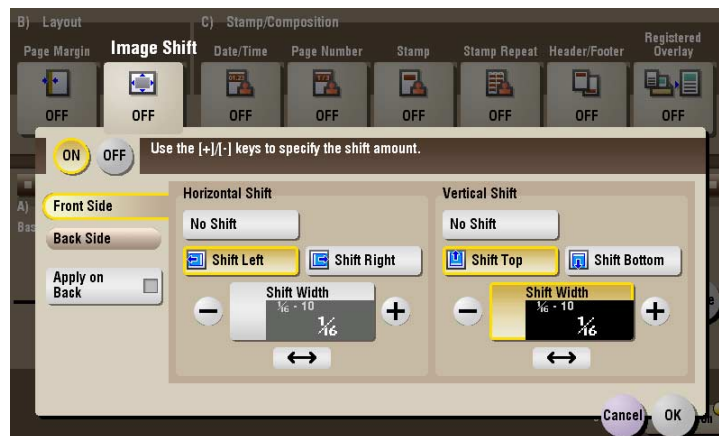 B) Layout
C) Stamp/Co mposition
Page Margin
Image Shift
Date/Time
Page Number
Stamp
Stamp Repeat
Header/Footer
Registered
Overlay
OFF
OFF
OFF
OFF
OFF
OFF
OFF
OFF
ON
OFF
Use the [+]/[-] keys to specify the shift amount.
A)
Bas
Front Side
Back Side
Apply on
Back
Horizontal Shift
No Shift
Shift Left
Shift Right
Shift Width
1/16 - 10
1/16
Vertical Shift
No Shift
Shift Top
Shift Bottom
Shift Width
1/16 - 10
1/16
Cancel
OK